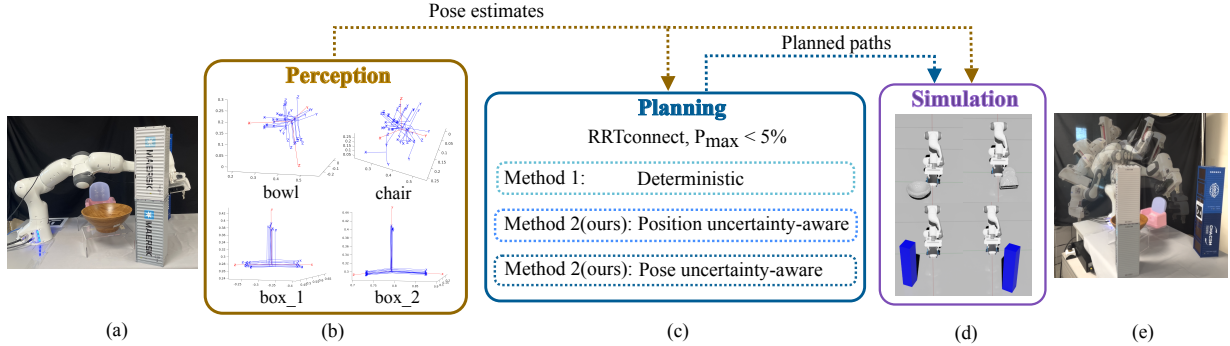 Pose estimates
Planned paths
Perception
bowl
chair
box_1
box_2
Planning
RRTconnect, Pmax < 5%
Method 1: Deterministic
Method 2(ours): Position uncertainty-aware
Method 2(ours): Pose uncertainty-aware
Simulation
MAERSK
(a)
(b)
(c)
(d)
(e)